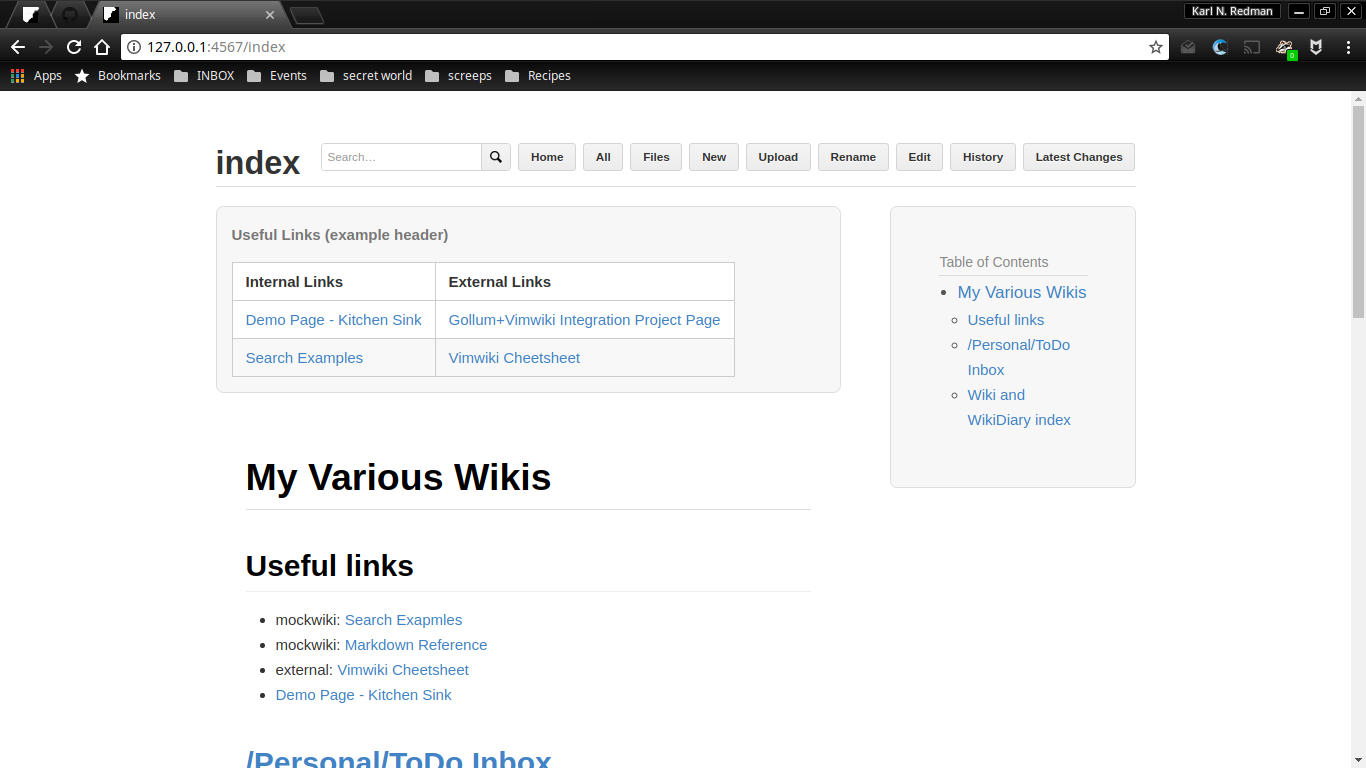 index
Karl N. Redman
127.0.0.1:4567/index
Apps Bookmarks INBOX Events secret world screeps Recipes
index Search… Home All Files New Upload Rename Edit History Latest Changes
Useful Links (example header)
Internal Links External Links
Demo Page - Kitchen Sink Gollum+Vimwiki Integration Project Page
Search Examples Vimwiki Cheetsheet
Table of Contents
My Various Wikis
Useful links
/Personal/ToDo
Inbox
Wiki and
WikiDiary index
My Various Wikis
Useful links
mockwiki: Search Exapmles
mockwiki: Markdown Reference
external: Vimwiki Cheetsheet
Demo Page - Kitchen Sink
/Personal/ToDo Inbox